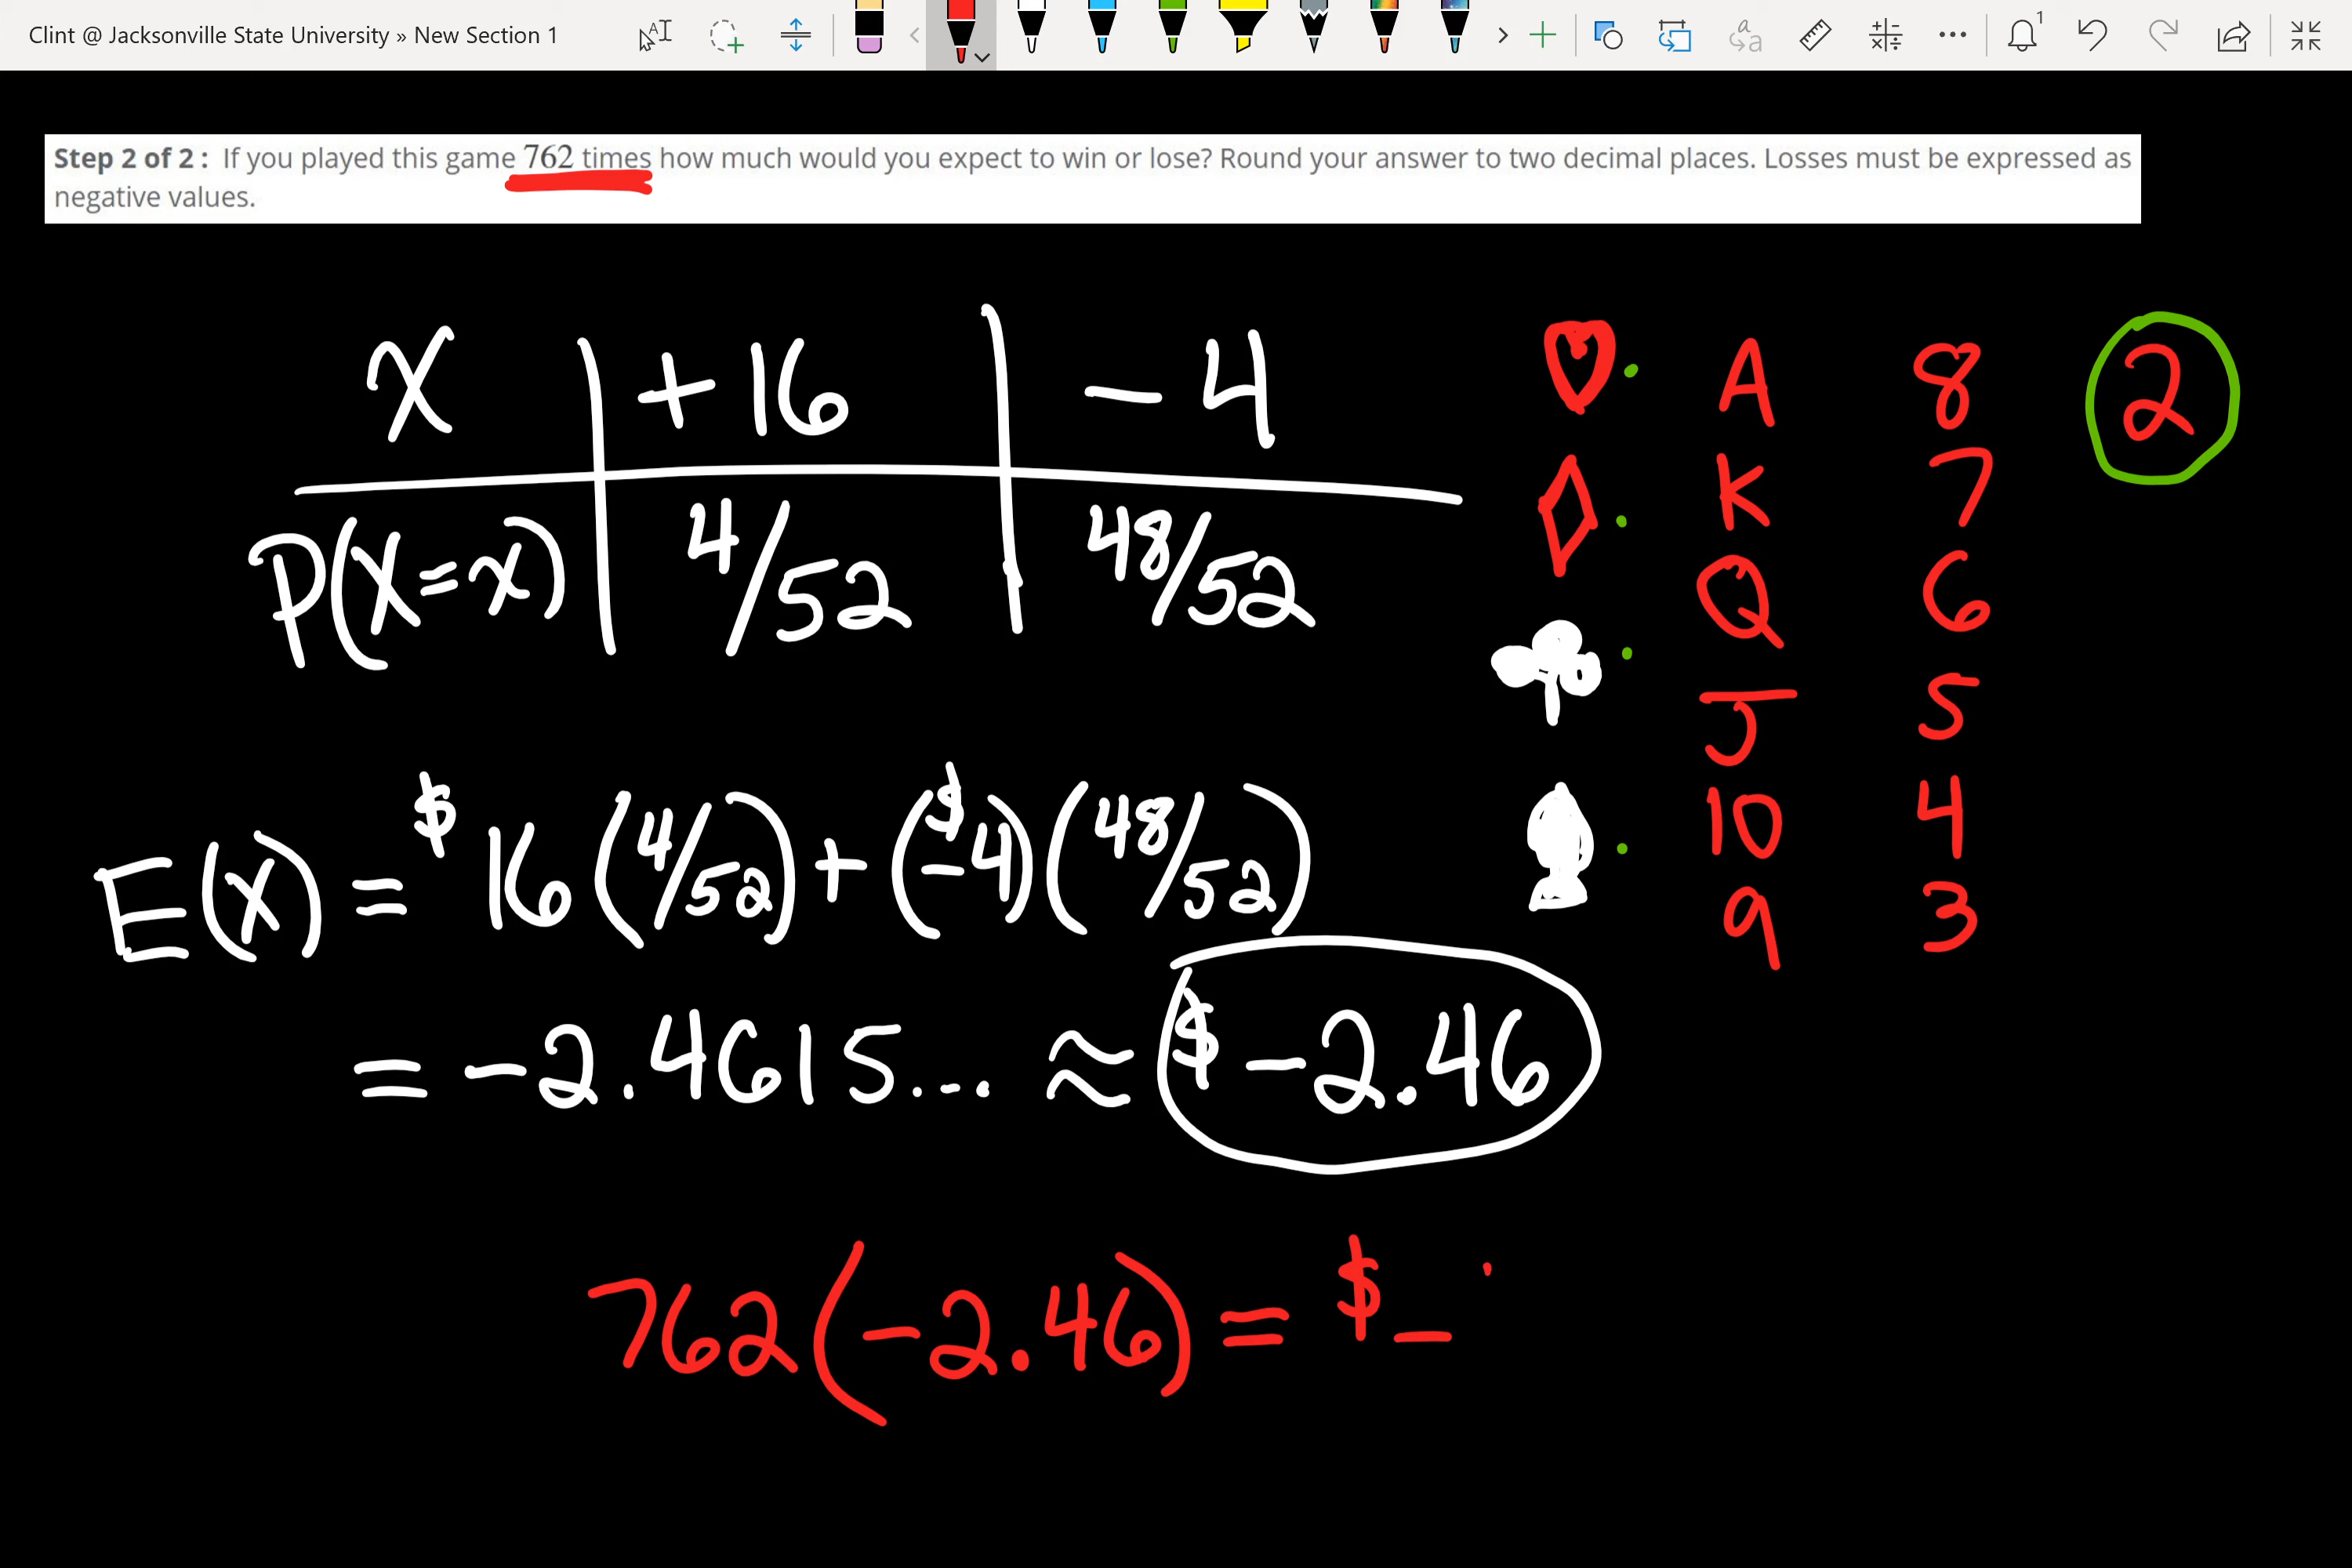 Clint @ Jacksonville State University » New Section 1
1
Step 2 of 2 : If you played this game 762 times how much would you expect to win or lose? Round your answer to two decimal places. Losses must be expressed as
negative values.
x +16 -4
P(X=x) 4/52 48/52
E(X) = $16(4/52) + ($-4)(48/52)
= -2.4615... ≈ $-2.46
762(-2.46) = $-
A 8 2
K 7
Q 6
J 5
10 4
9 3